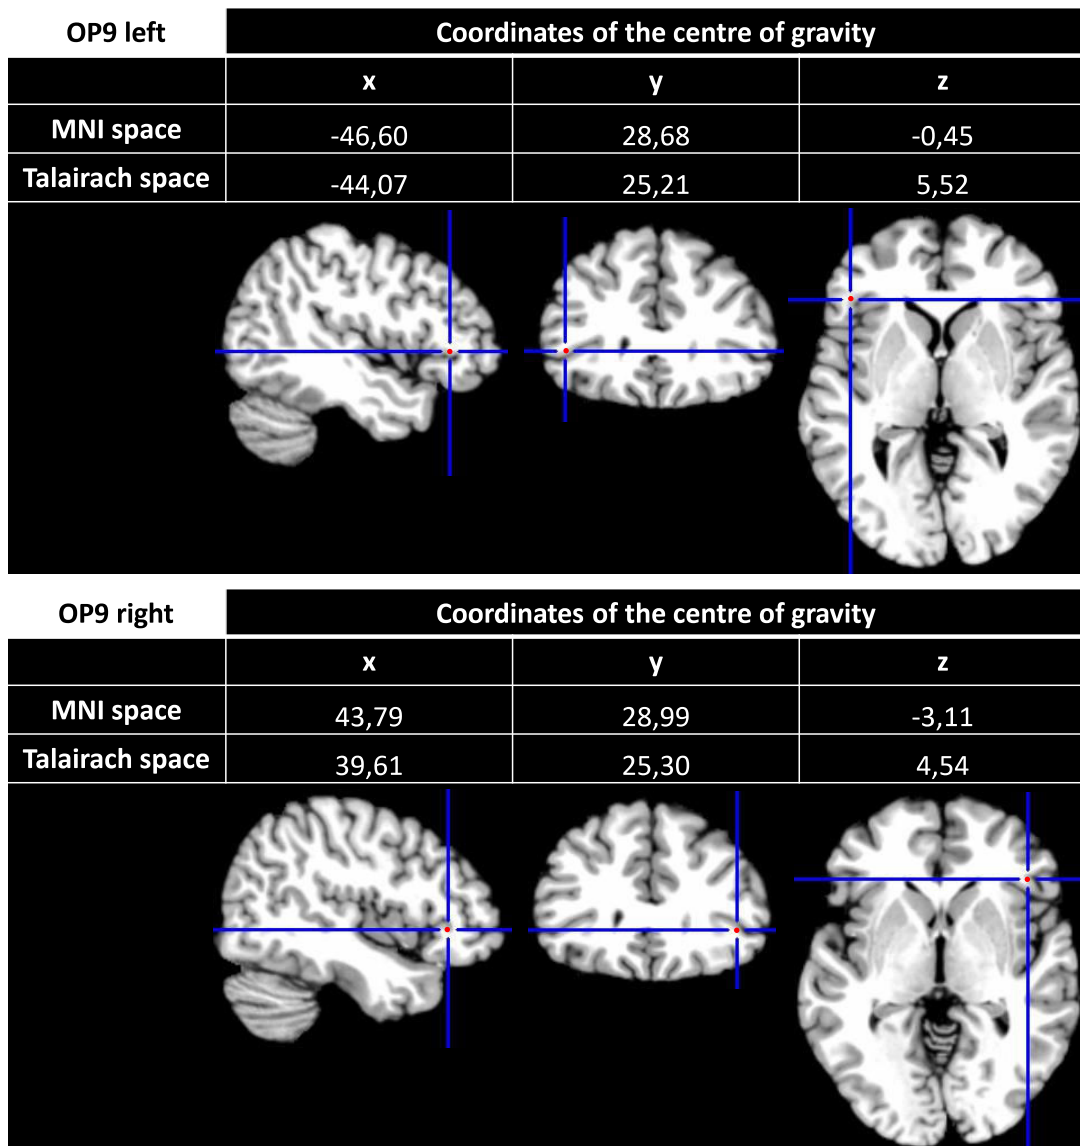 OP9 left Coordinates of the centre of gravity
x y z
MNI space -46,60 28,68 -0,45
Talairach space -44,07 25,21 5,52
OP9 right Coordinates of the centre of gravity
x y z
MNI space 43,79 28,99 -3,11
Talairach space 39,61 25,30 4,54